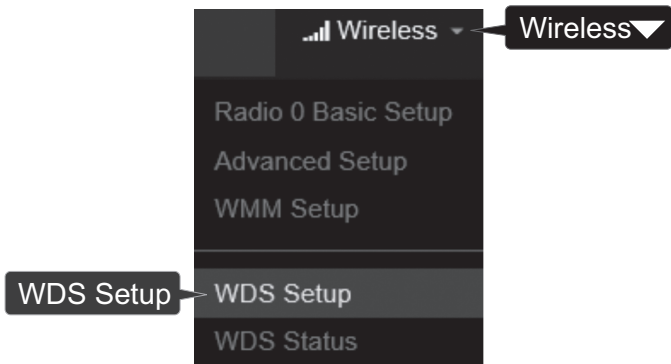 Wireless
Wireless
Radio 0 Basic Setup
Advanced Setup
WMM Setup
WDS Setup
WDS Setup
WDS Status